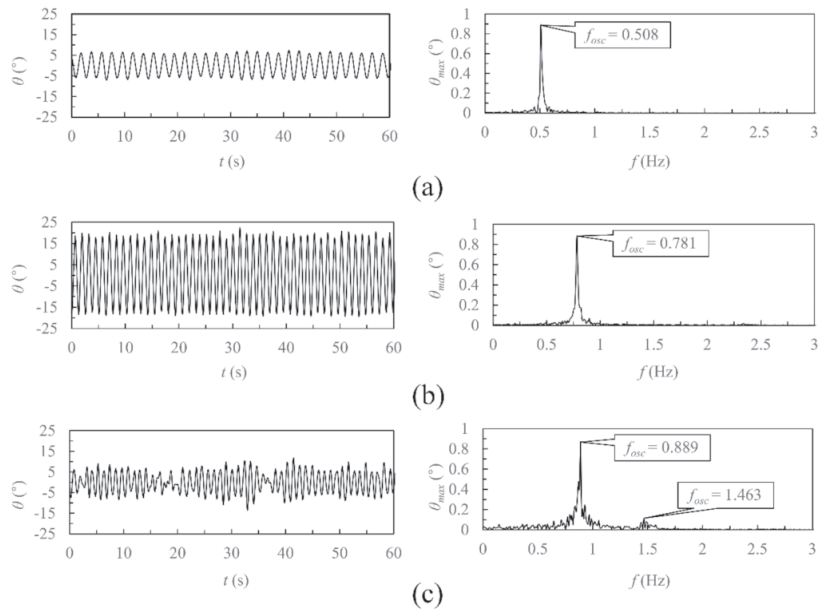 θ (°)
25
15
5
-5
-15
-25
0 10 20 30 40 50 60
t (s)
θmax (°)
1
0.8
0.6
0.4
0.2
0
0 0.5 1 1.5 2 2.5 3
f (Hz)
fosc = 0.508
(a)
θ (°)
25
15
5
-5
-15
-25
0 10 20 30 40 50 60
t (s)
θmax (°)
1
0.8
0.6
0.4
0.2
0
0 0.5 1 1.5 2 2.5 3
f (Hz)
fosc = 0.781
(b)
θ (°)
25
15
5
-5
-15
-25
0 10 20 30 40 50 60
t (s)
θmax (°)
1
0.8
0.6
0.4
0.2
0
0 0.5 1 1.5 2 2.5 3
f (Hz)
fosc = 0.889
fosc = 1.463
(c)